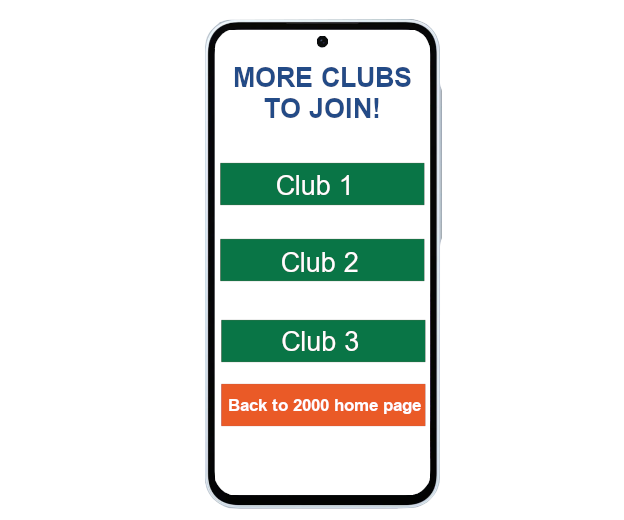 MORE CLUBS
TO JOIN!
Club 1
Club 2
Club 3
Back to 2000 home page